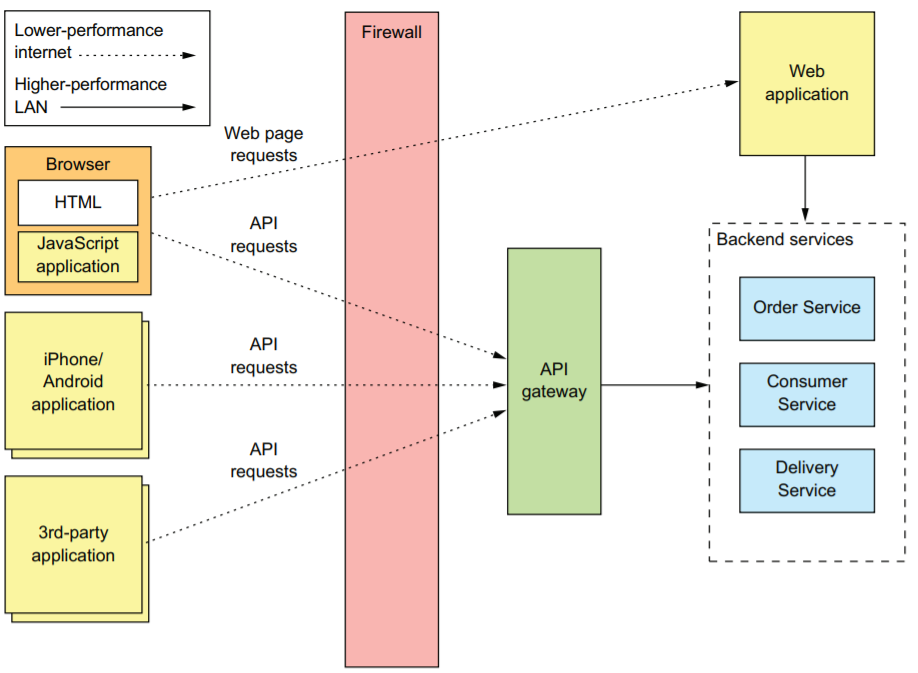 Lower-performance
internet
Higher-performance
LAN
Firewall
Web
application
Web page
requests
Browser
HTML
JavaScript
application
API
requests
Backend services
Order Service
iPhone/
Android
application
API
requests
API
gateway
Consumer
Service
API
requests
Delivery
Service
3rd-party
application